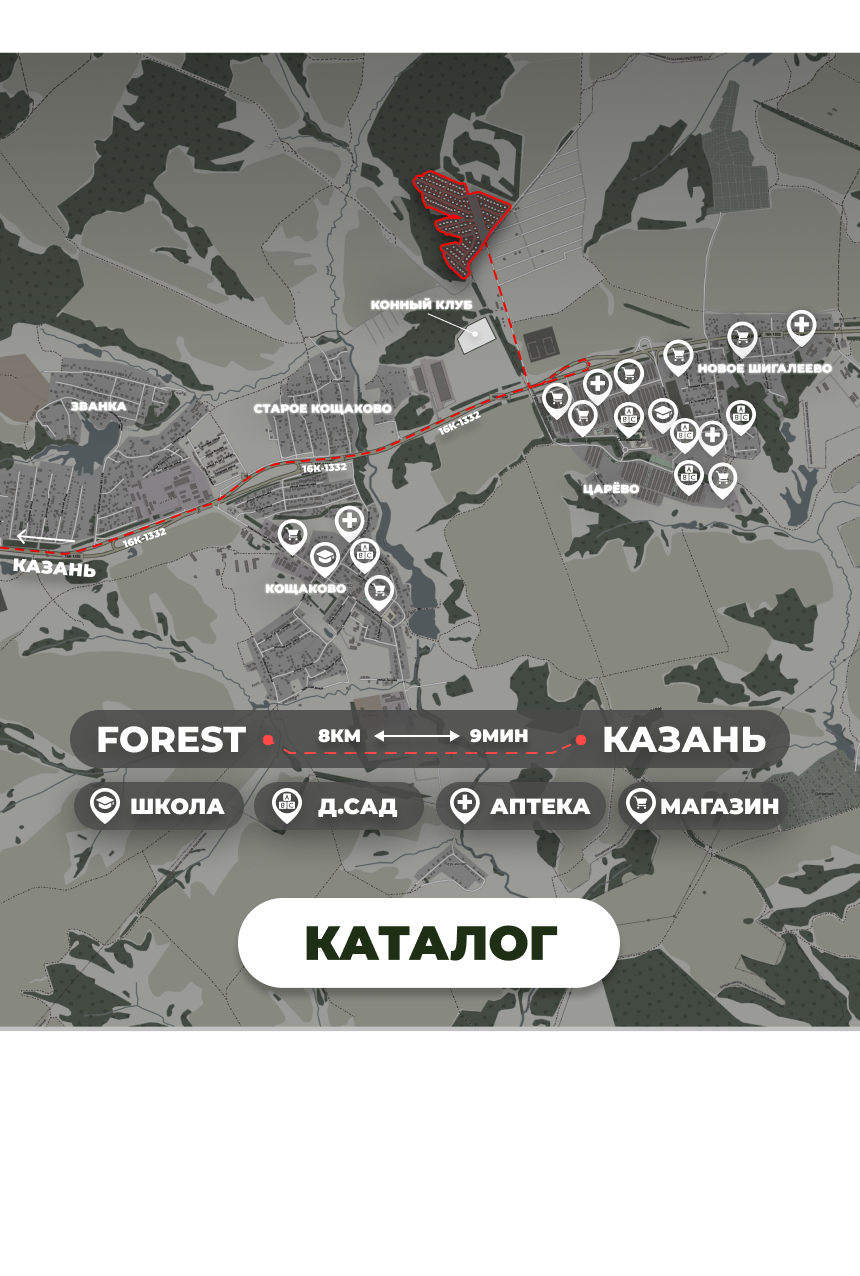 КОННЫЙ КЛУБ
НОВОЕ ШИГАЛЕЕВО
ЗВАНКА
СТАРОЕ КОЩАКОВО
16К-1332
16К-1332
ЦАРЁВО
16К-1332
КАЗАНЬ
КОЩАКОВО
FOREST 8КМ 9МИН КАЗАНЬ
ШКОЛА Д.САД АПТЕКА МАГАЗИН
КАТАЛОГ